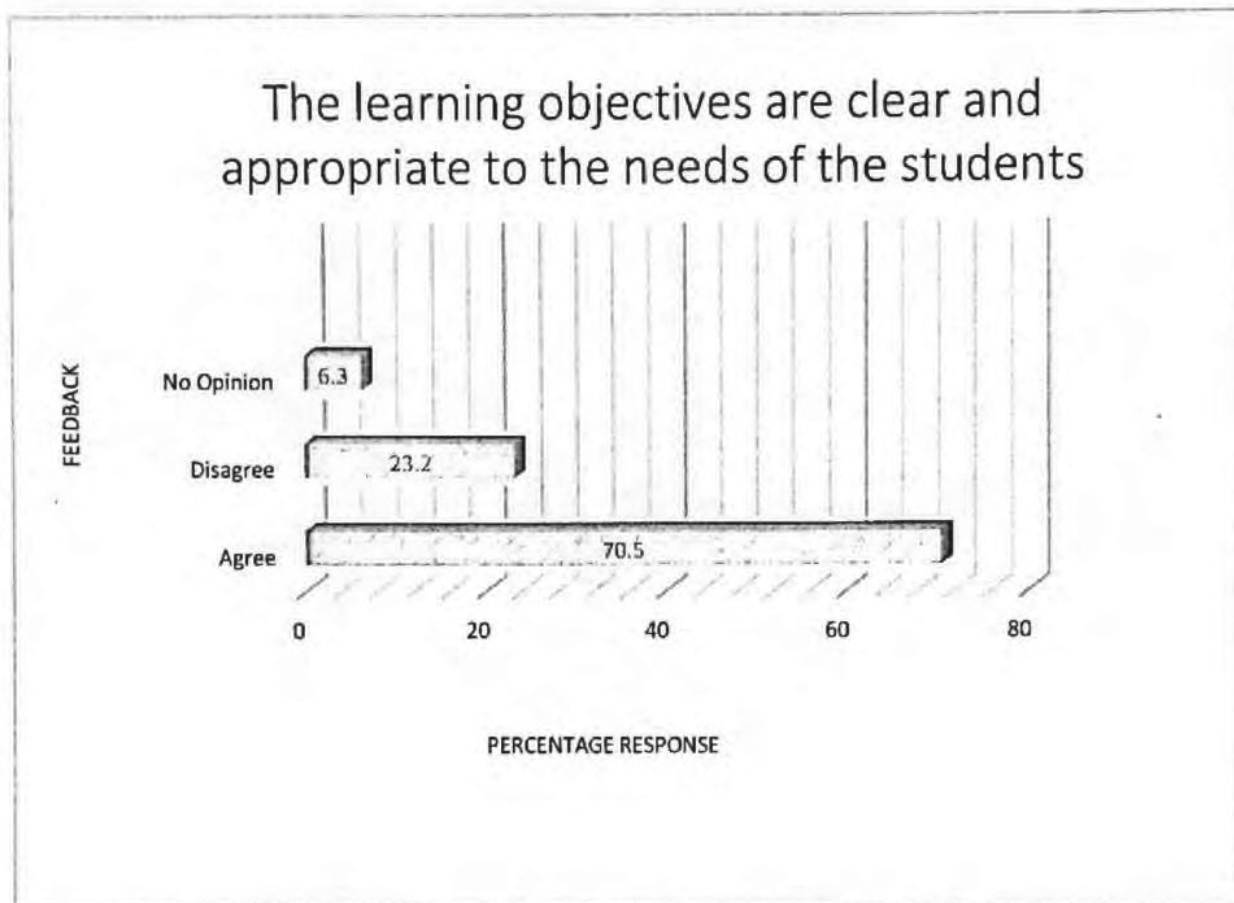 The learning objectives are clear and
appropriate to the needs of the students
FEEDBACK
No Opinion
6.3
Disagree
23.2
Agree
70.5
0 20 40 60 80
PERCENTAGE RESPONSE